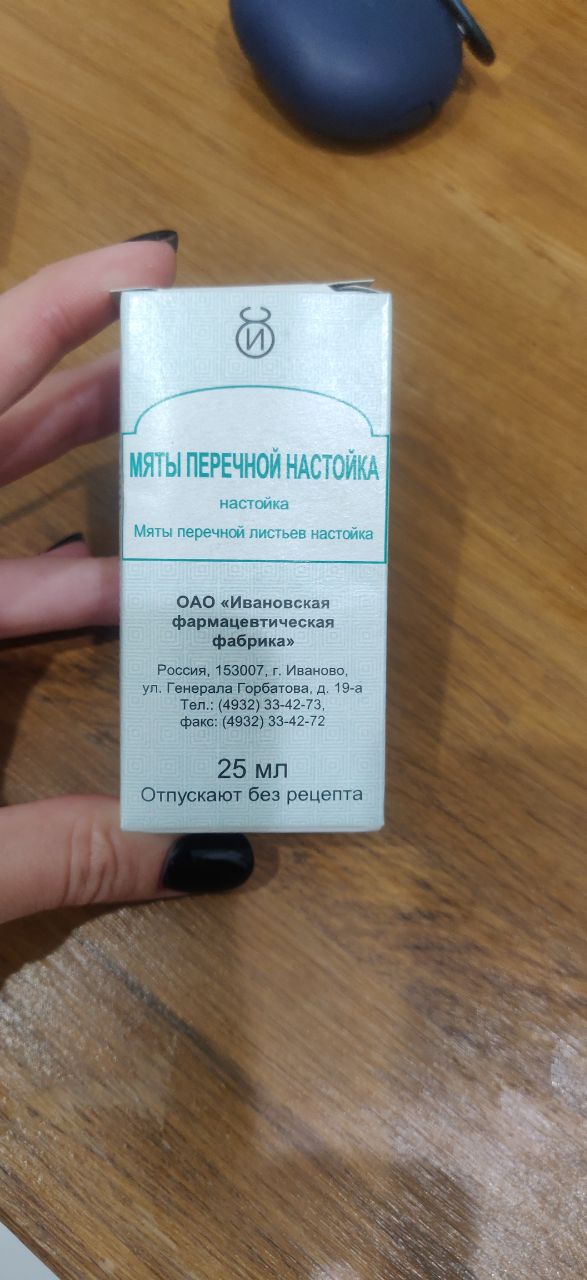 И
МЯТЫ ПЕРЕЧНОЙ НАСТОЙКА
настойка
Мяты перечной листьев настойка
ОАО «Ивановская
фармацевтическая
фабрика»
Россия, 153007, г. Иваново,
ул. Генерала Горбатова, д. 19-а
Тел.: (4932) 33-42-73,
факс: (4932) 33-42-72
25 мл
Отпускают без рецепта